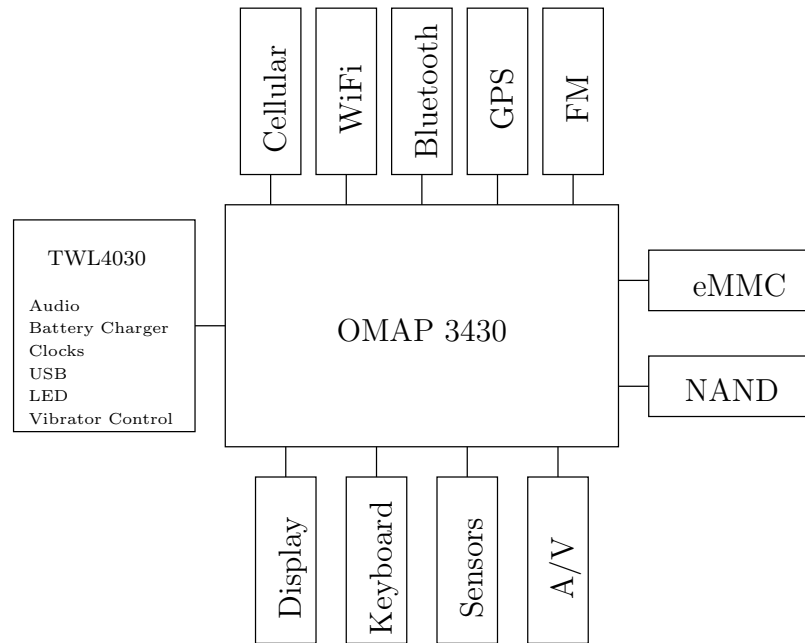 Cellular
WiFi
Bluetooth
GPS
FM
TWL4030
Audio
Battery Charger
Clocks
USB
LED
Vibrator Control
OMAP 3430
eMMC
NAND
Display
Keyboard
Sensors
A/V